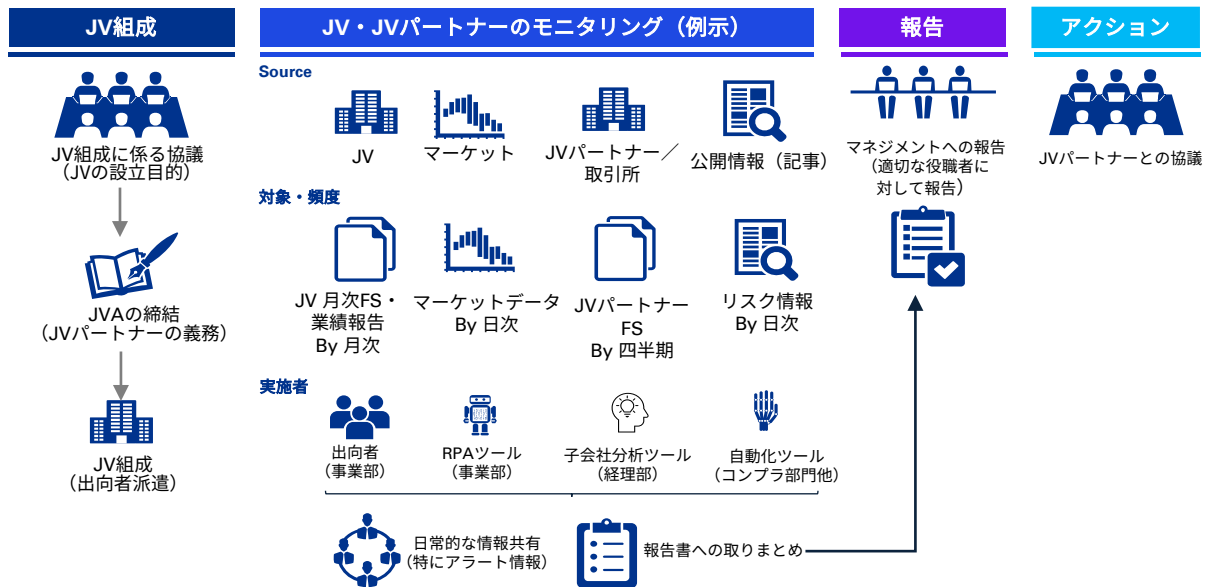 JV組成
JV・JVパートナーのモニタリング（例示）
報告
アクション
JV組成に係る協議
（JVの設立目的）
JVAの締結
（JVパートナーの義務）
JV組成
（出向者派遣）
Source
JV
マーケット
JVパートナー／
取引所
公開情報（記事）
対象・頻度
JV 月次FS・
業績報告
By 月次
マーケットデータ
By 日次
JVパートナー
FS
By 四半期
リスク情報
By 日次
実施者
出向者
（事業部）
RPAツール
（事業部）
子会社分析ツール
（経理部）
自動化ツール
（コンプラ部門他）
日常的な情報共有
（特にアラート情報）
報告書への取りまとめ
マネジメントへの報告
（適切な役職者に
対して報告）
JVパートナーとの協議